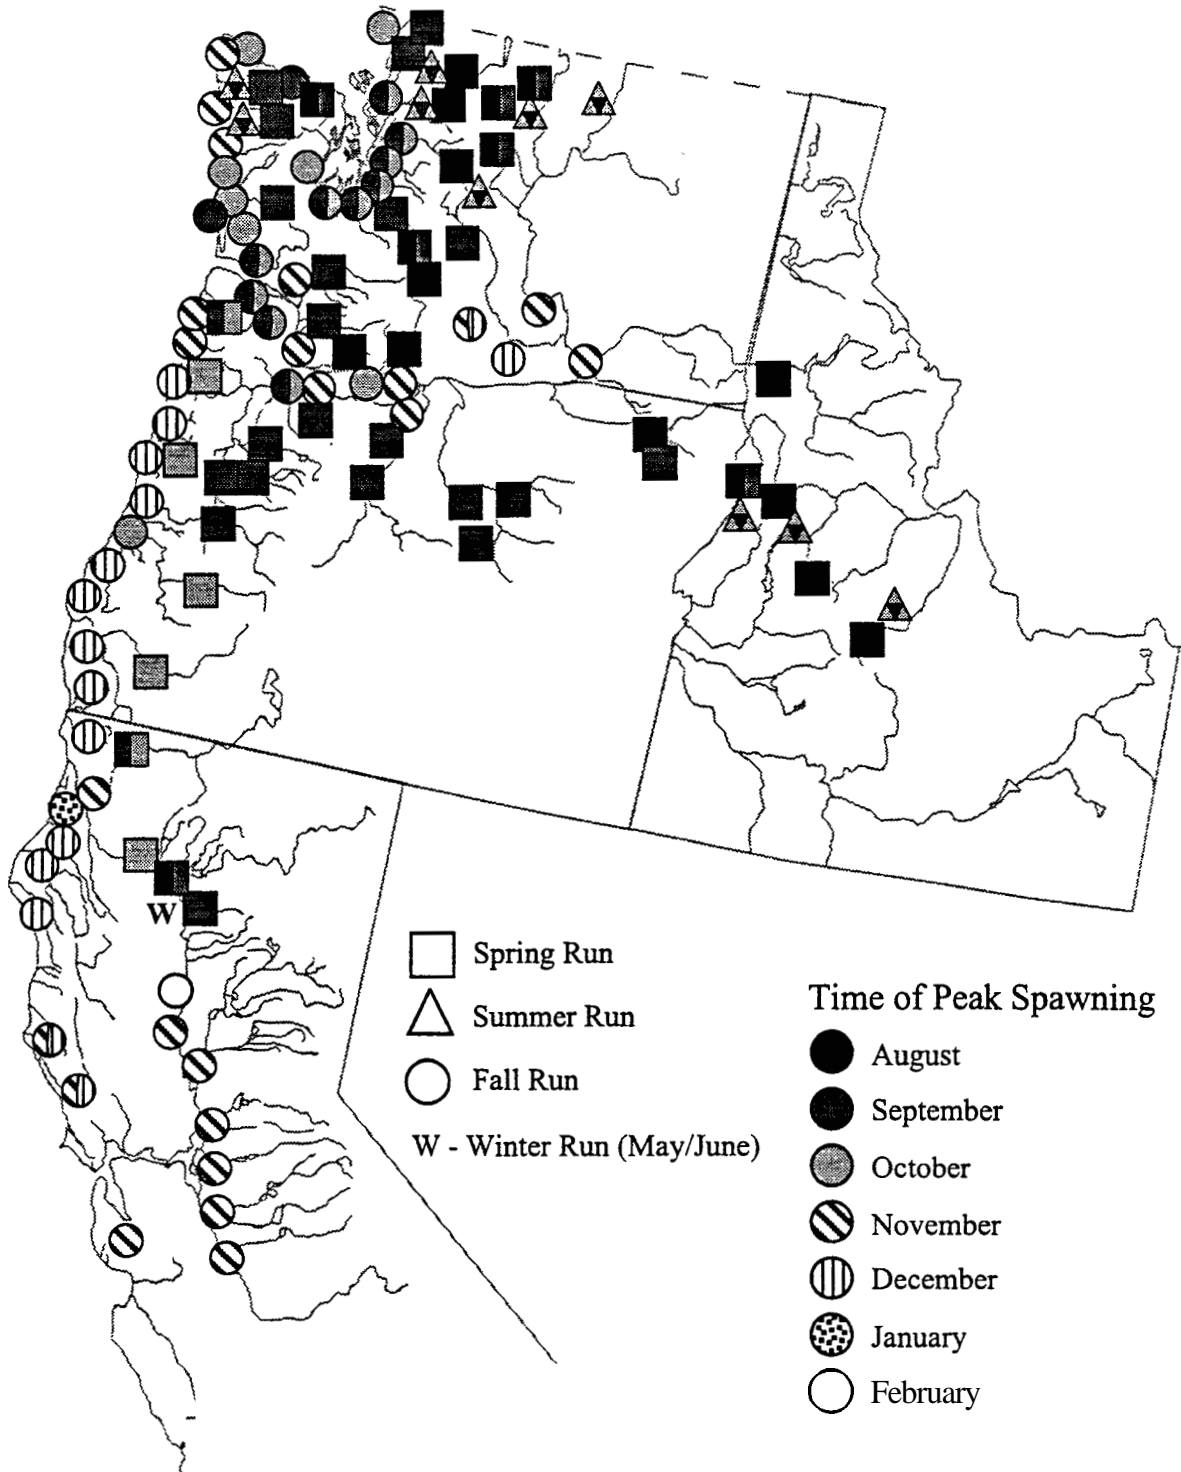 W
Spring Run
Summer Run
Fall Run
W - Winter Run (May/June)
Time of Peak Spawning
August
September
October
November
December
January
February